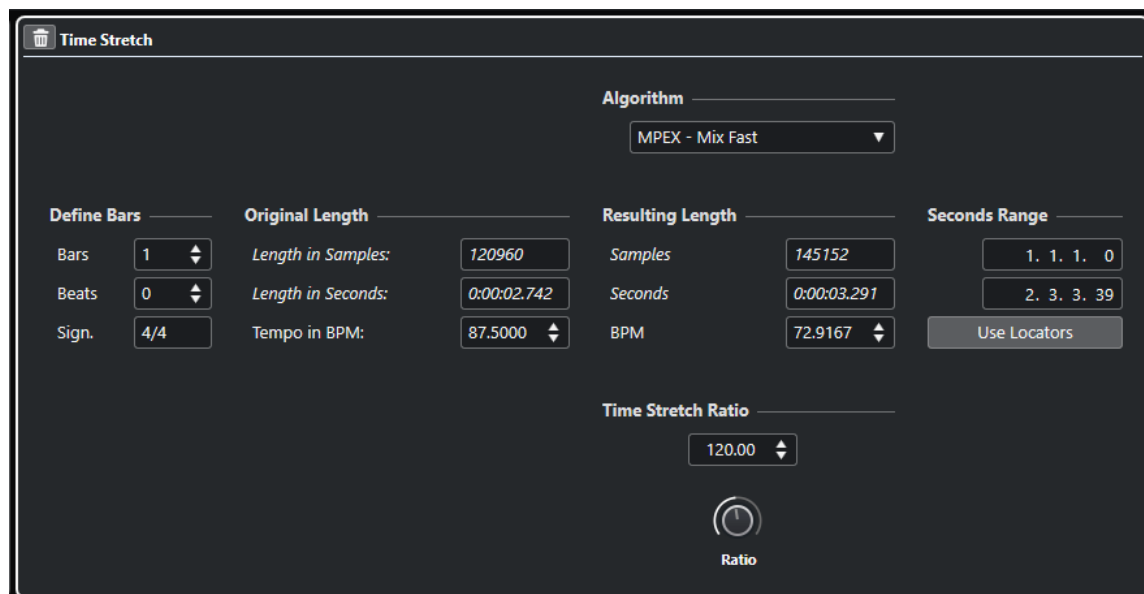 Time Stretch
Algorithm
MPEX - Mix Fast
Define Bars
Bars 1
Beats 0
Sign. 4/4
Original Length
Length in Samples: 120960
Length in Seconds: 0:00:02.742
Tempo in BPM: 87.5000
Resulting Length
Samples 145152
Seconds 0:00:03.291
BPM 72.9167
Seconds Range
1. 1. 1. 0
2. 3. 3. 39
Use Locators
Time Stretch Ratio
120.00
Ratio